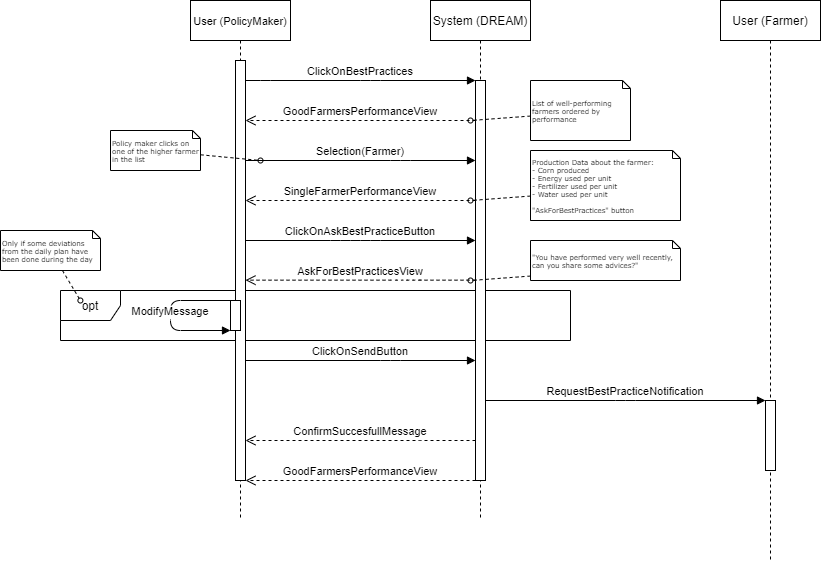 User (PolicyMaker)
System (DREAM)
User (Farmer)
ClickOnBestPractices
GoodFarmersPerformanceView
List of well-performing
farmers ordered by
performance
Policy maker clicks on
one of the higher farmer
in the list
Selection(Farmer)
Production Data about the farmer:
- Corn produced
- Energy used per unit
- Fertilizer used per unit
- Water used per unit
"AskForBestPractices" button
SingleFarmerPerformanceView
ClickOnAskBestPracticeButton
Only if some deviations
from the daily plan have
been done during the day
"You have performed very well recently,
can you share some advices?"
AskForBestPracticesView
opt
ModifyMessage
ClickOnSendButton
RequestBestPracticeNotification
ConfirmSuccesfullMessage
GoodFarmersPerformanceView